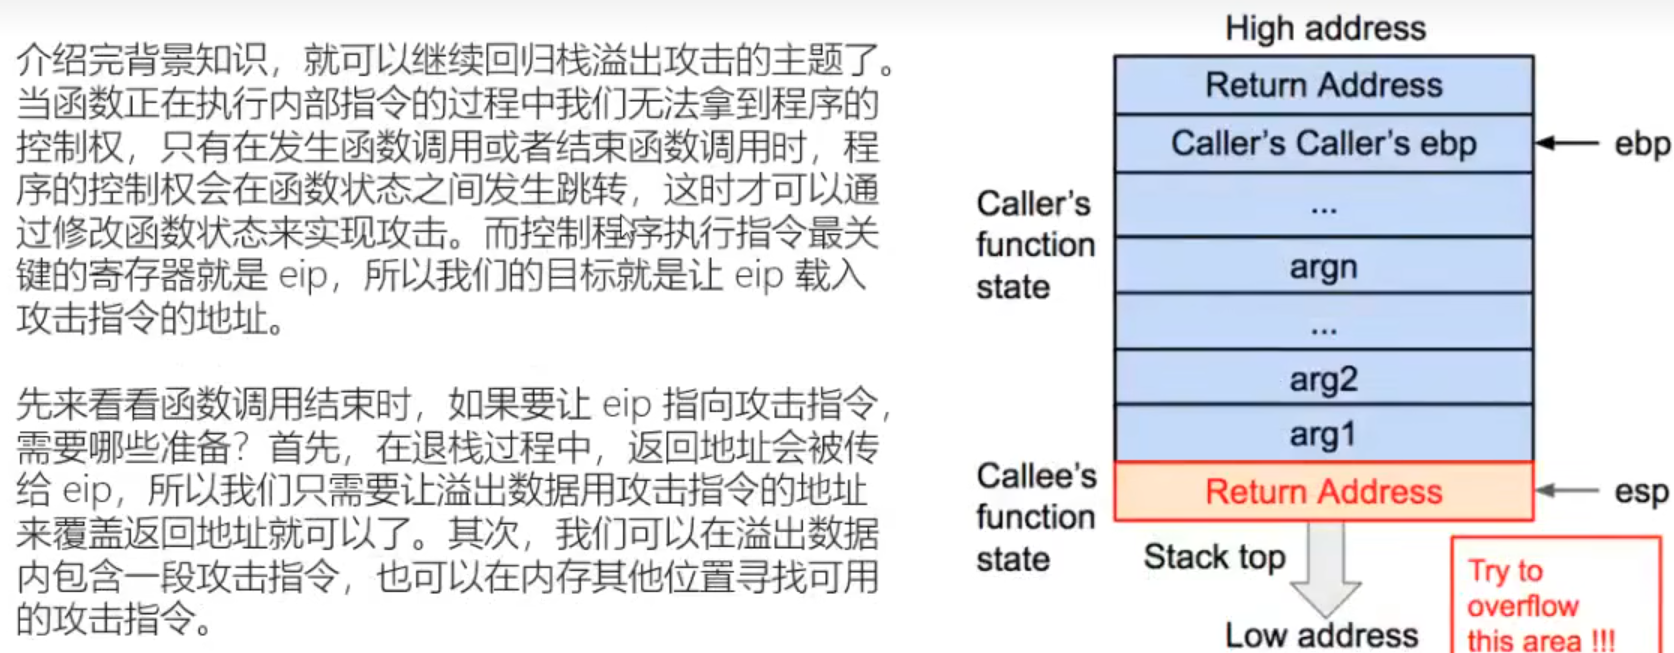 介绍完背景知识，就可以继续回归栈溢出攻击的主题了。
当函数正在执行内部指令的过程中我们无法拿到程序的
控制权，只有在发生函数调用或者结束函数调用时，程
序的控制权会在函数状态之间发生跳转，这时才可以通
过修改函数状态来实现攻击。而控制程序执行指令最关
键的寄存器就是 eip，所以我们的目标就是让 eip 载入
攻击指令的地址。
先来看看函数调用结束时，如果要让 eip 指向攻击指令，
需要哪些准备？首先，在退栈过程中，返回地址会被传
给 eip，所以我们只需要让溢出数据用攻击指令的地址
来覆盖返回地址就可以了。其次，我们可以在溢出数据
内包含一段攻击指令，也可以在内存其他位置寻找可用
的攻击指令。
High address
Return Address
Caller's Caller's ebp
ebp
Caller's
function
state
...
argn
...
arg2
arg1
Callee's
function
state
Return Address
esp
Stack top
Low address
Try to
overflow
this area !!!